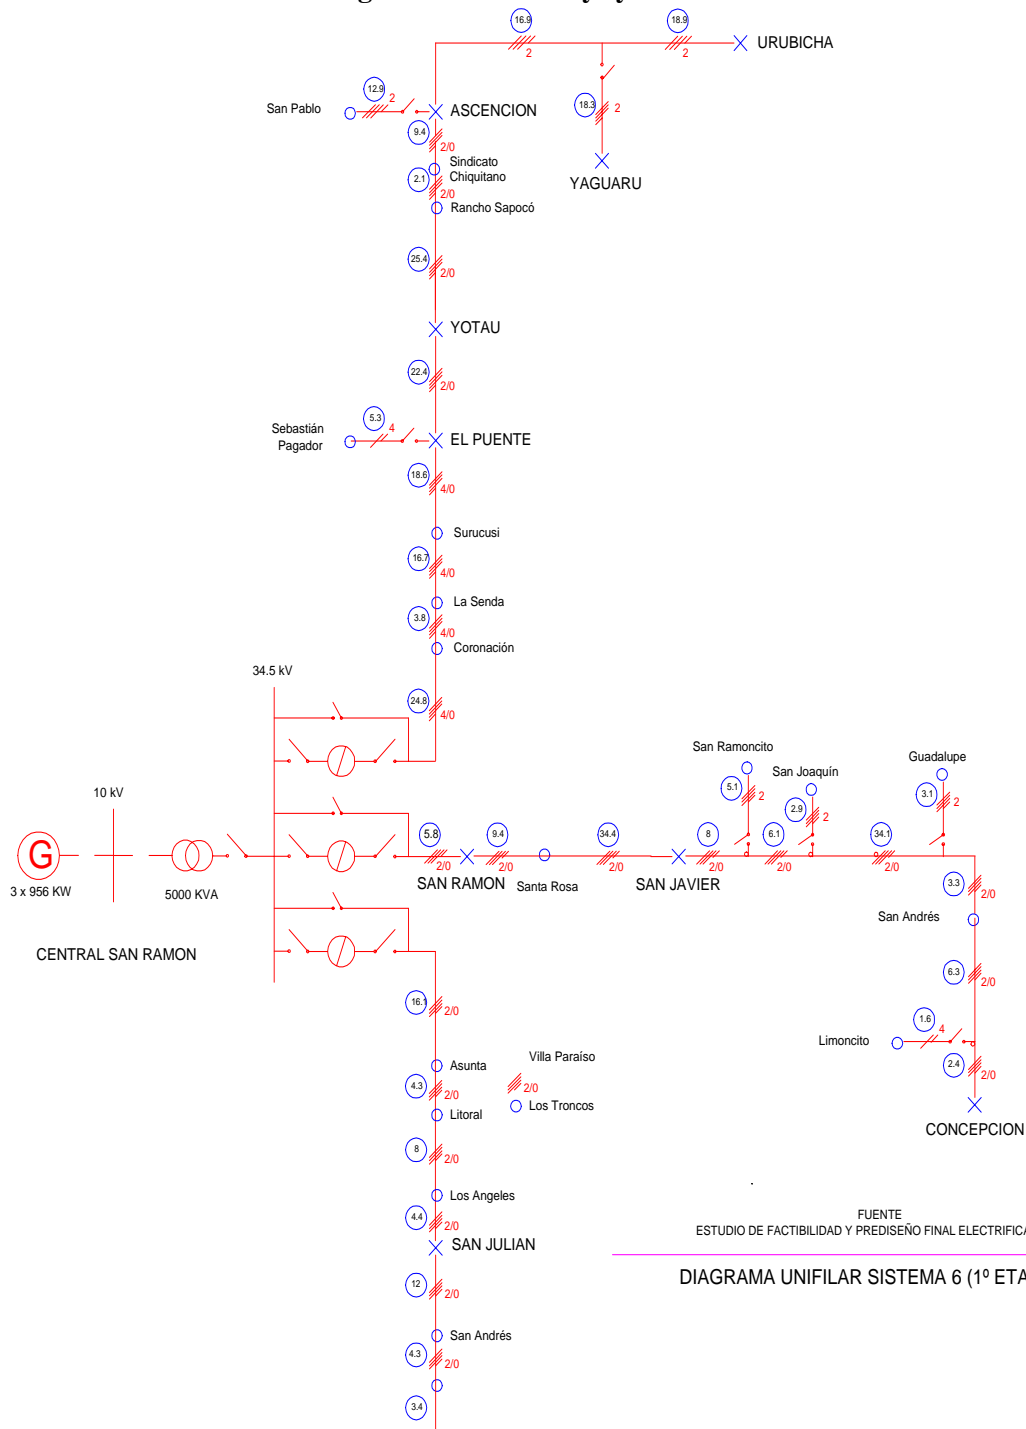 16.9
18.9
2
2
URUBICHA
12.9
2
San Pablo
ASCENCION
18.3
2
9.4
2/0
Sindicato
Chiquitano
YAGUARU
2.1
2/0
Rancho Sapocó
25.4
2/0
YOTAU
22.4
2/0
5.3
4
Sebastián
Pagador
EL PUENTE
18.6
4/0
Surucusi
16.7
4/0
La Senda
3.8
4/0
Coronación
34.5 kV
24.8
4/0
San Ramoncito
San Joaquín
Guadalupe
5.1
2
2.9
2
3.1
2
10 kV
G
3 x 956 KW
5000 KVA
5.8
2/0
9.4
2/0
34.4
2/0
8
2/0
6.1
2/0
34.1
2/0
SAN RAMON
Santa Rosa
SAN JAVIER
3.3
2/0
San Andrés
CENTRAL SAN RAMON
6.3
2/0
16.1
2/0
1.6
4
Limoncito
2.4
2/0
Asunta
Villa Paraíso
4.3
2/0
2/0
Litoral
Los Troncos
CONCEPCION
8
2/0
Los Angeles
4.4
2/0
SAN JULIAN
FUENTE
ESTUDIO DE FACTIBILIDAD Y PREDISEÑO FINAL ELECTRIFICA
DIAGRAMA UNIFILAR SISTEMA 6 (1º ETA
12
2/0
San Andrés
4.3
2/0
3.4